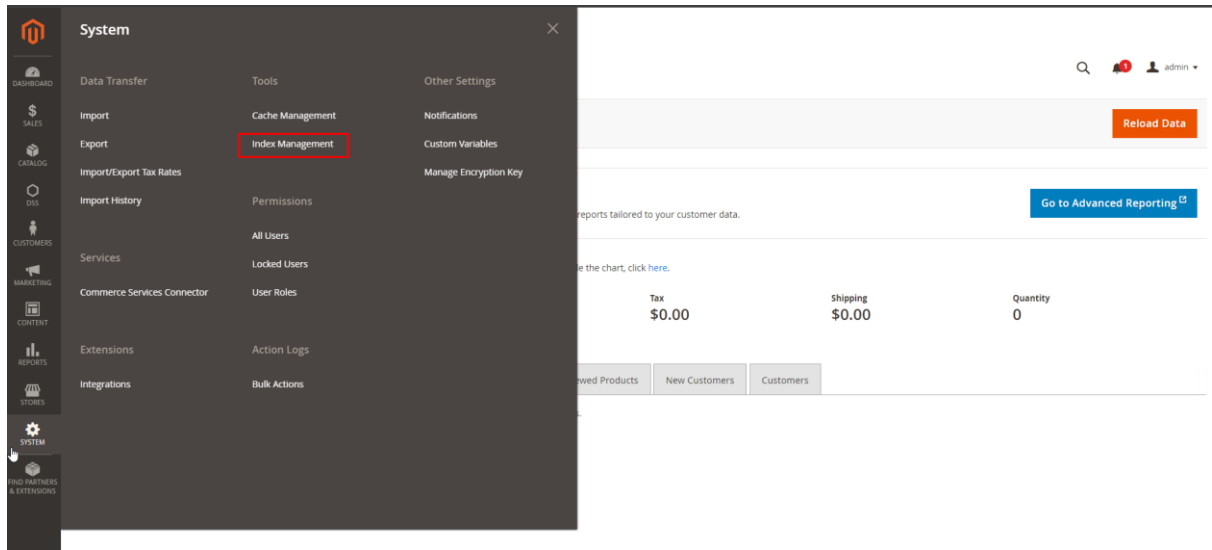 DASHBOARD
SALES
CATALOG
DSS
CUSTOMERS
MARKETING
CONTENT
REPORTS
STORES
SYSTEM
FIND PARTNERS
& EXTENSIONS
System
Data Transfer
Import
Export
Import/Export Tax Rates
Import History
Services
Commerce Services Connector
Extensions
Integrations
Tools
Cache Management
Index Management
Permissions
All Users
Locked Users
User Roles
Action Logs
Bulk Actions
Other Settings
Notifications
Custom Variables
Manage Encryption Key
1
admin
Reload Data
reports tailored to your customer data.
Go to Advanced Reporting
le the chart, click here.
Tax
$0.00
Shipping
$0.00
Quantity
0
ewed Products
New Customers
Customers